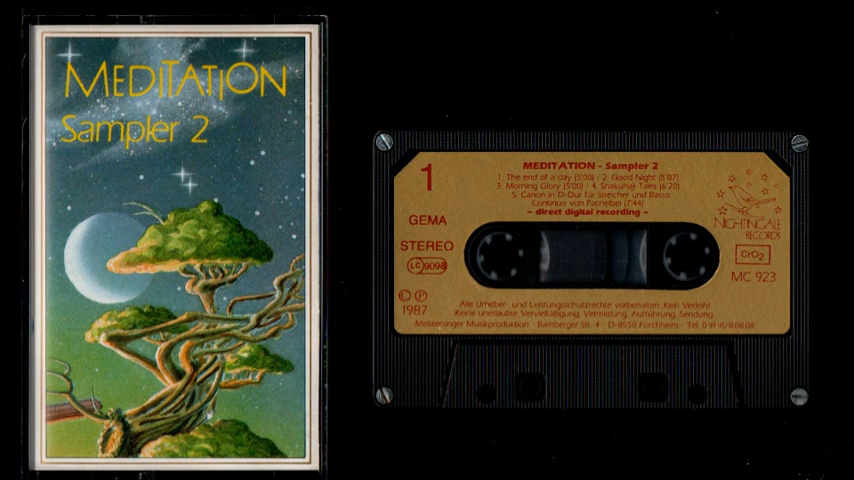 MEDITATION
Sampler 2
1
MEDITATION - Sampler 2
1. The end of a day (5'00) - 2. Good Night (5'07)
3. Morning Glory (5'00) - 4. Shakuhaji Tales (6'20)
5. Canon in D-Dur für Streicher und Basso
Continuo von Pachelbel (7'44)
– direct digital recording –
GEMA
STEREO
LC 9098
© ℗
1987
NIGHTINGALE
RECORDS
CrO2
MC 923
Alle Urheber- und Leistungsschutzrechte vorbehalten. Kein Verleih!
Keine unerlaubte Vervielfältigung, Vermittlung, Aufführung, Sendung
Meistersinger Musikproduktion · Bamberger Str. 4 · D-8550 Forchheim · Tel.